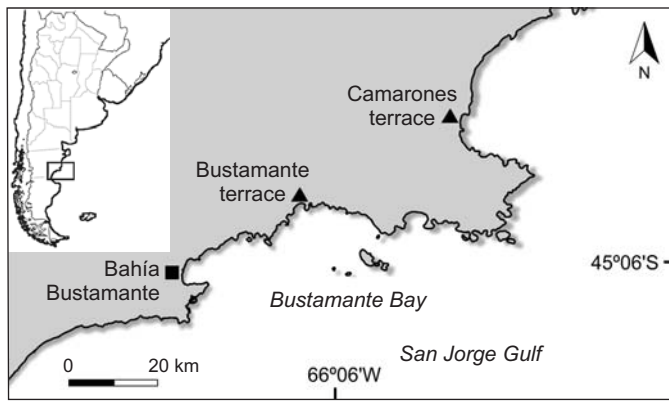 N
Camarones
terrace
Bustamante
terrace
Bahía
Bustamante
45º06'S
Bustamante Bay
San Jorge Gulf
0 20 km
66º06'W